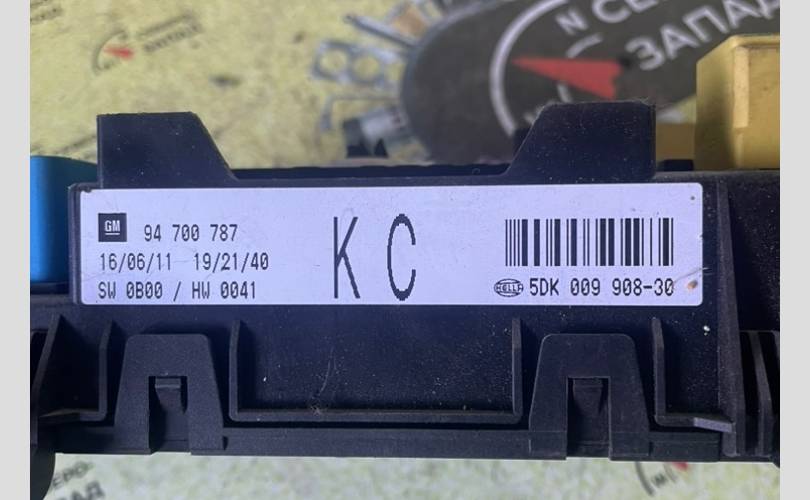 N
СЕВЕРО
ЗАПАД
GM
94 700 787
16/06/11 19/21/40
SW 0B00 / HW 0041
KC
HELLA 5DK 009 908-30